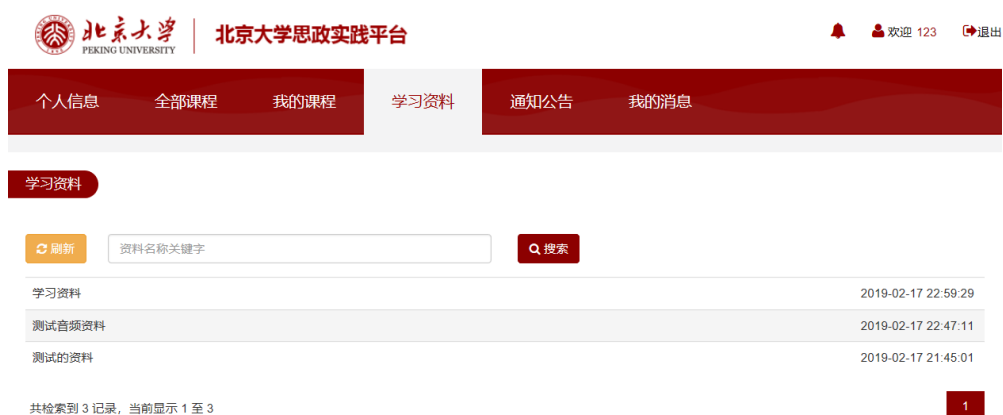 北京大学 北京大学思政实践平台 欢迎 123 退出
PEKING UNIVERSITY
个人信息 全部课程 我的课程 学习资料 通知公告 我的消息
学习资料
刷新 资料名称关键字 搜索
学习资料 2019-02-17 22:59:29
测试音频资料 2019-02-17 22:47:11
测试的资料 2019-02-17 21:45:01
共检索到 3 记录，当前显示 1 至 3 1